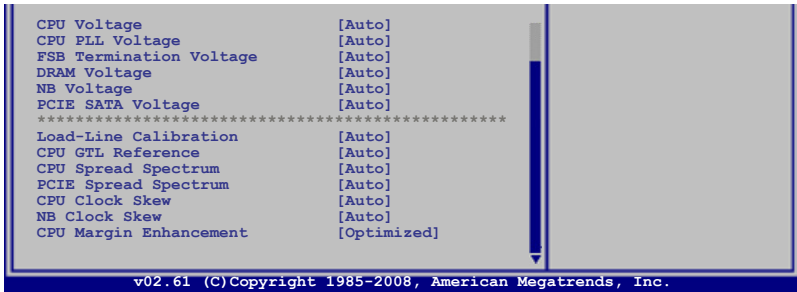 CPU Voltage [Auto]
CPU PLL Voltage [Auto]
FSB Termination Voltage [Auto]
DRAM Voltage [Auto]
NB Voltage [Auto]
PCIE SATA Voltage [Auto]
*************************************************
Load-Line Calibration [Auto]
CPU GTL Reference [Auto]
CPU Spread Spectrum [Auto]
PCIE Spread Spectrum [Auto]
CPU Clock Skew [Auto]
NB Clock Skew [Auto]
CPU Margin Enhancement [Optimized]
v02.61 (C)Copyright 1985-2008, American Megatrends, Inc.